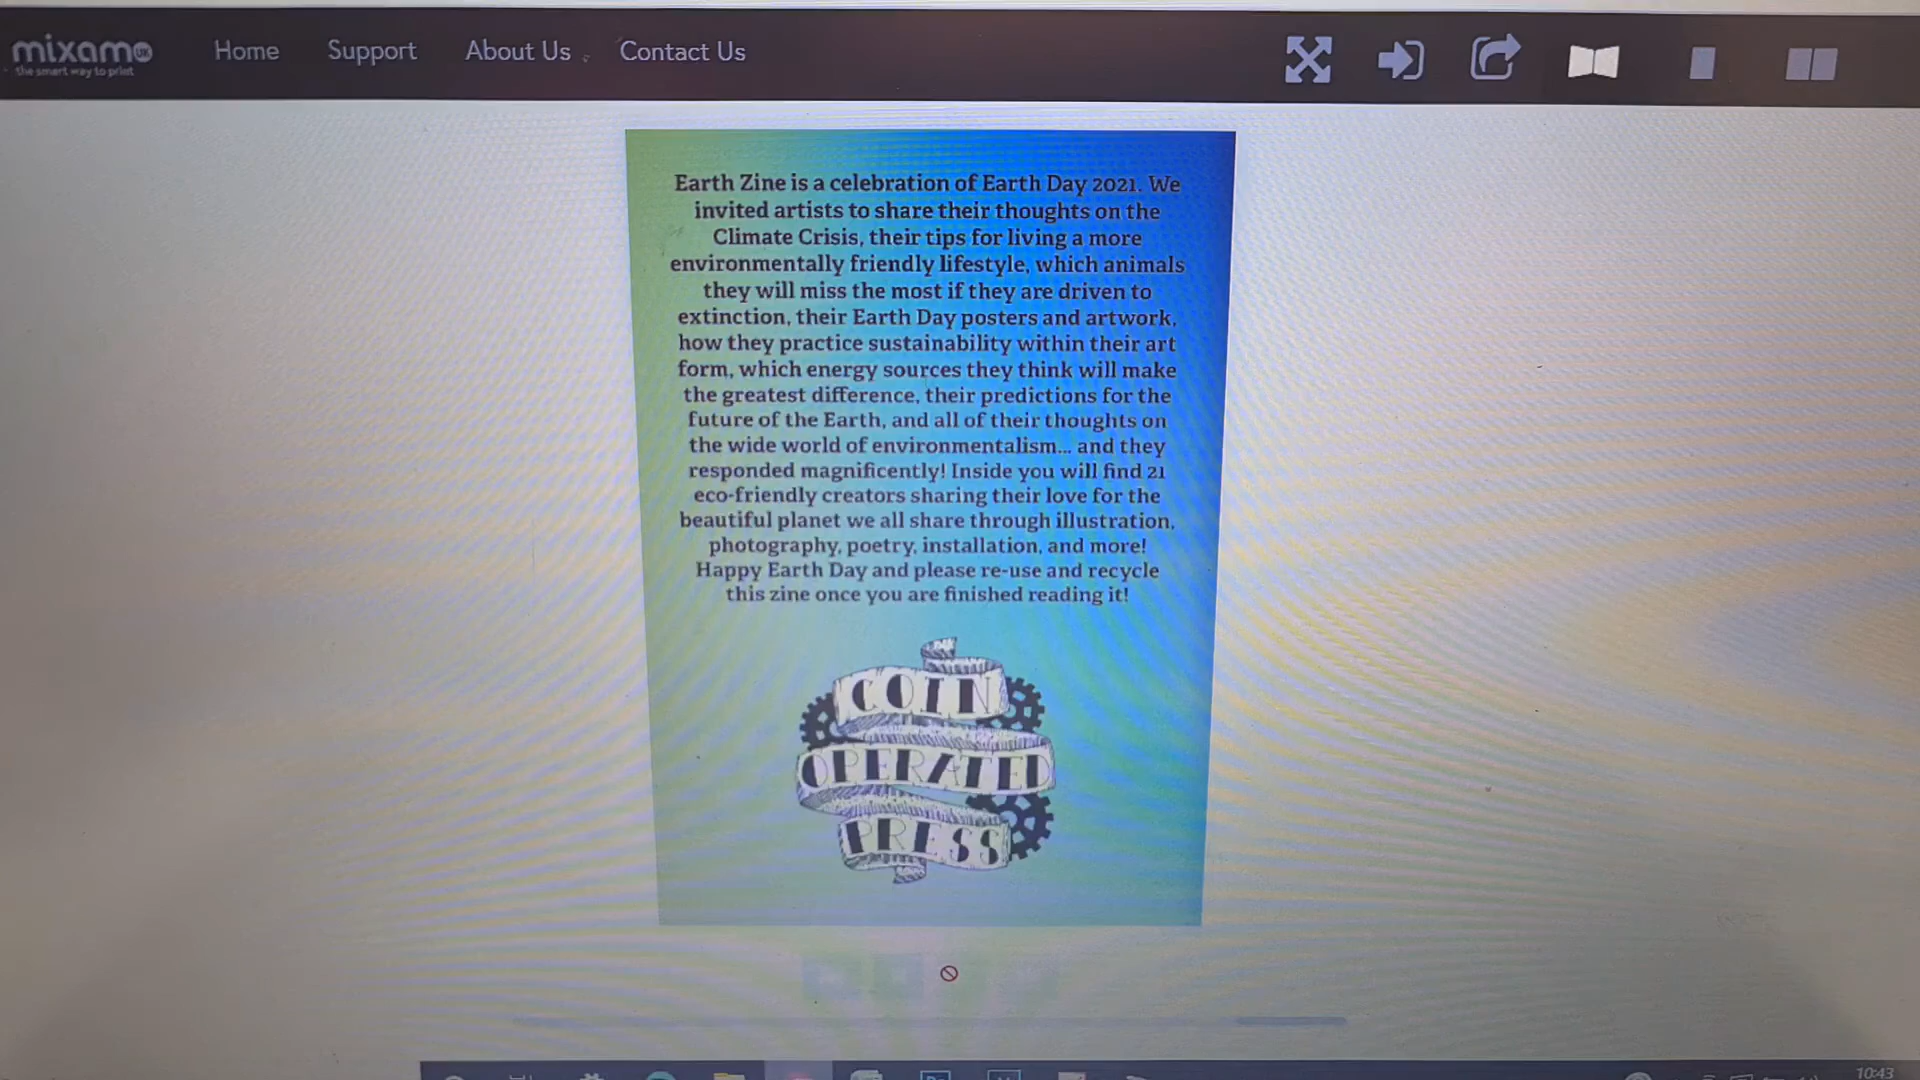 mixam UK
the smart way to print
Home
Support
About Us
Contact Us
Earth Zine is a celebration of Earth Day 2021. We
invited artists to share their thoughts on the
Climate Crisis, their tips for living a more
environmentally friendly lifestyle, which animals
they will miss the most if they are driven to
extinction, their Earth Day posters and artwork,
how they practice sustainability within their art
form, which energy sources they think will make
the greatest difference, their predictions for the
future of the Earth, and all of their thoughts on
the wide world of environmentalism... and they
responded magnificently! Inside you will find 21
eco-friendly creators sharing their love for the
beautiful planet we all share through illustration,
photography, poetry, installation, and more!
Happy Earth Day and please re-use and recycle
this zine once you are finished reading it!
COIN
OPERATED
PRESS
10:43